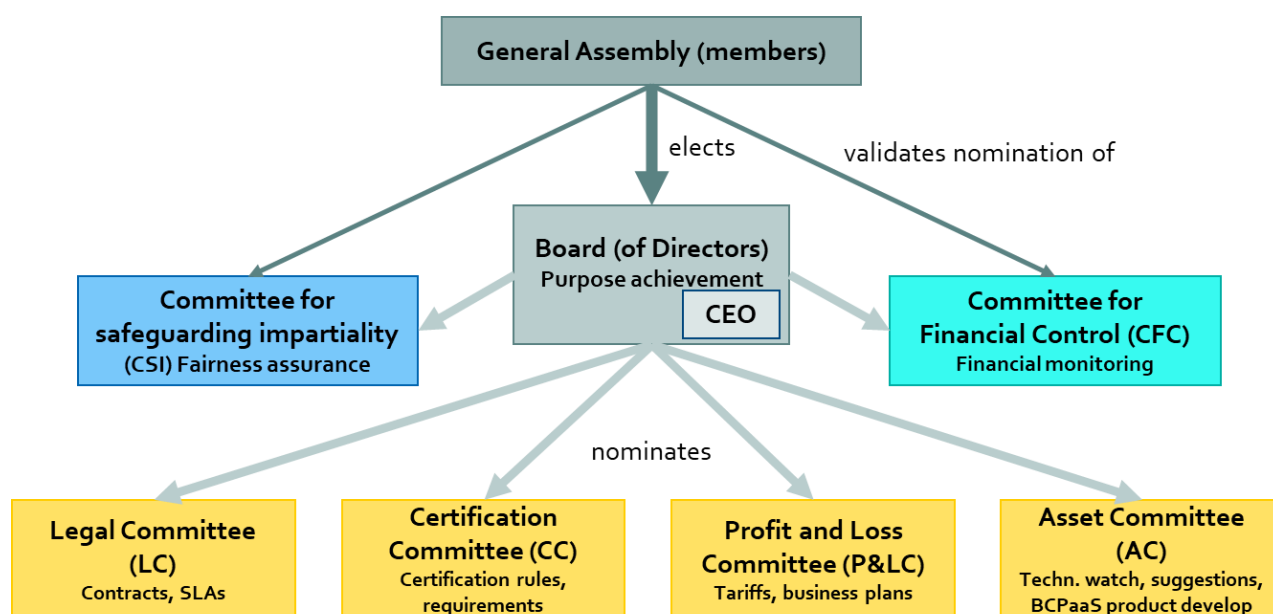 General Assembly (members)
elects
validates nomination of
Board (of Directors)
Purpose achievement
CEO
Committee for
safeguarding impartiality
(CSI) Fairness assurance
Committee for
Financial Control (CFC)
Financial monitoring
nominates
Legal Committee
(LC)
Contracts, SLAs
Certification
Committee (CC)
Certification rules,
requirements
Profit and Loss
Committee (P&LC)
Tariffs, business plans
Asset Committee
(AC)
Techn. watch, suggestions,
BCPaaS product develop